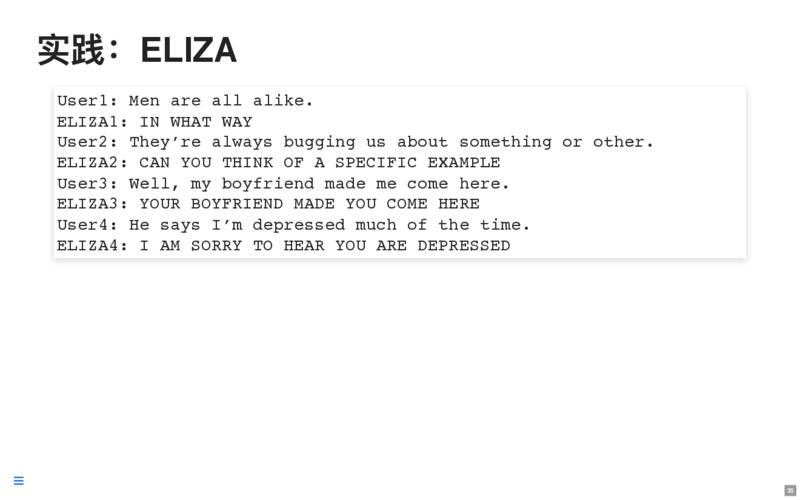 实践：ELIZA
User1: Men are all alike.
ELIZA1: IN WHAT WAY
User2: They’re always bugging us about something or other.
ELIZA2: CAN YOU THINK OF A SPECIFIC EXAMPLE
User3: Well, my boyfriend made me come here.
ELIZA3: YOUR BOYFRIEND MADE YOU COME HERE
User4: He says I’m depressed much of the time.
ELIZA4: I AM SORRY TO HEAR YOU ARE DEPRESSED